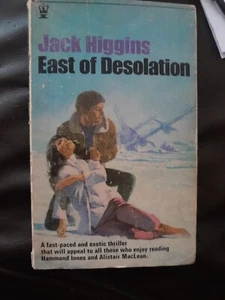 Jack Higgins
East of Desolation
A fast-paced and exotic thriller
that will appeal to all those who enjoy reading
Hammond Innes and Alistair MacLean.